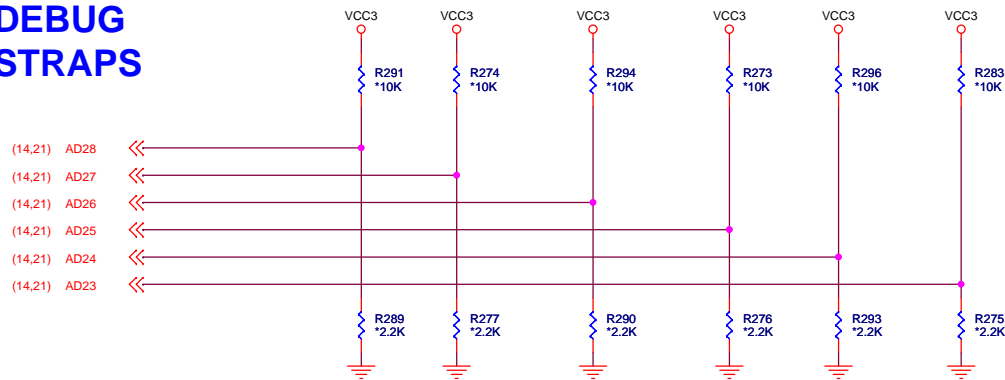 DEBUG
STRAPS
VCC3 VCC3 VCC3 VCC3 VCC3 VCC3
R291 R274 R294 R273 R296 R283
*10K *10K *10K *10K *10K *10K
(14,21) AD28
(14,21) AD27
(14,21) AD26
(14,21) AD25
(14,21) AD24
(14,21) AD23
R289 R277 R290 R276 R293 R275
*2.2K *2.2K *2.2K *2.2K *2.2K *2.2K